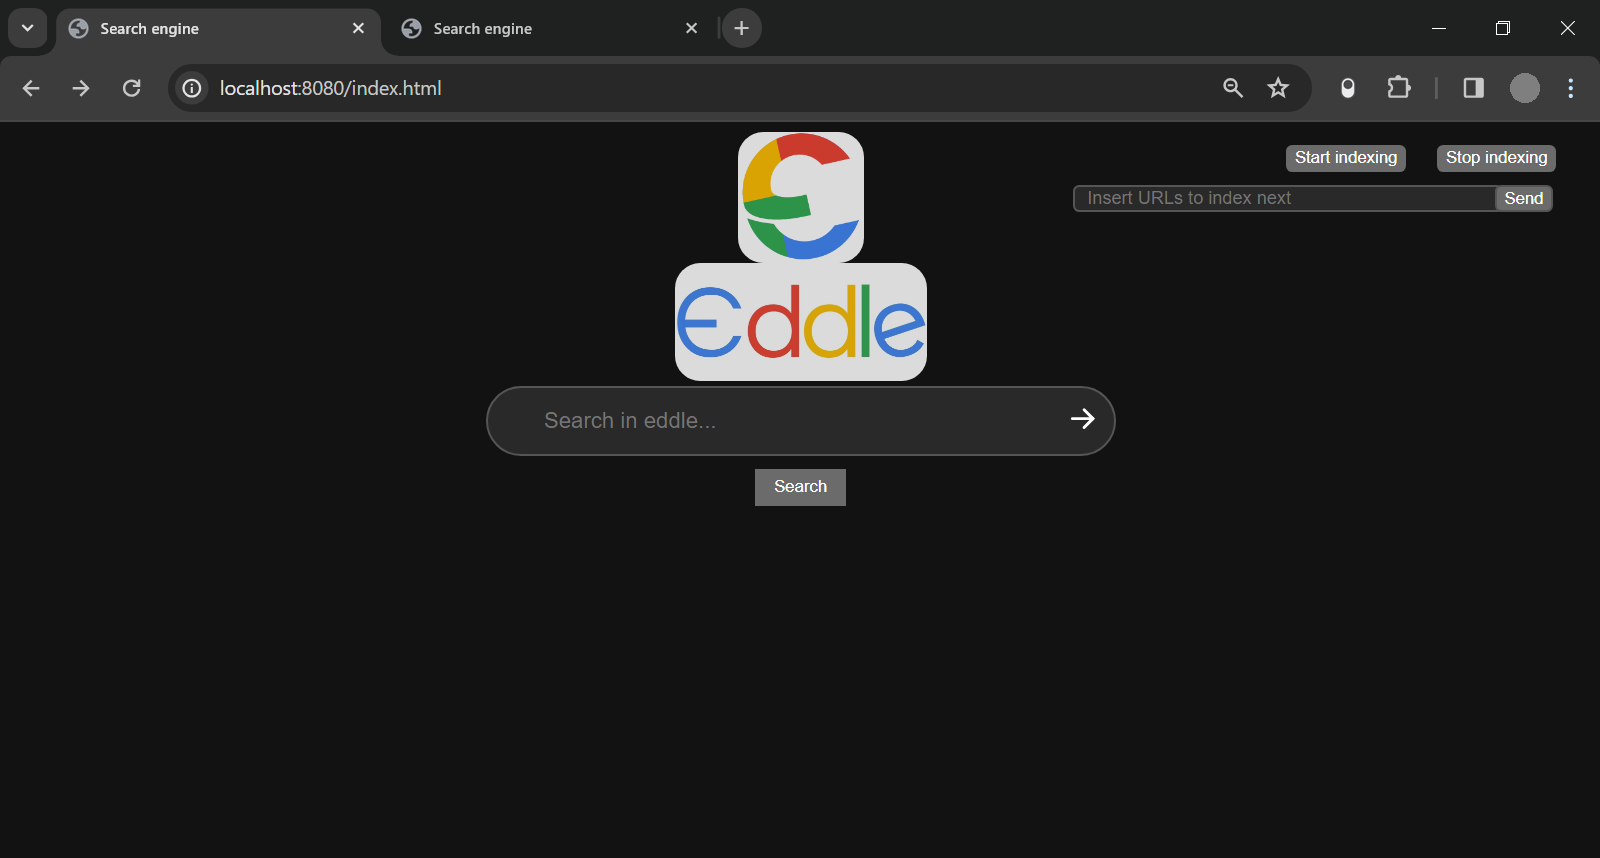 Search engine
Search engine
localhost:8080/index.html
Start indexing
Stop indexing
Insert URLs to index next
Send
Eddle
Search in eddle...
Search